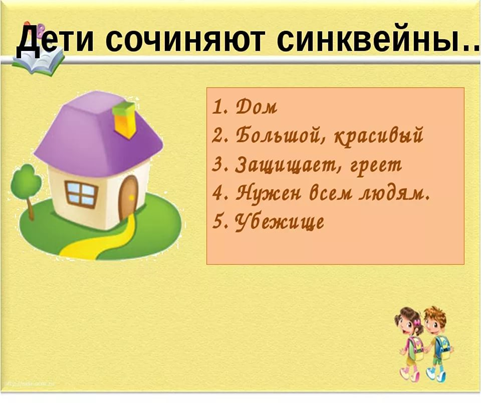 Дети сочиняют синквейны..
1. Дом
2. Большой, красивый
3. Защищает, греет
4. Нужен всем людям.
5. Убежище